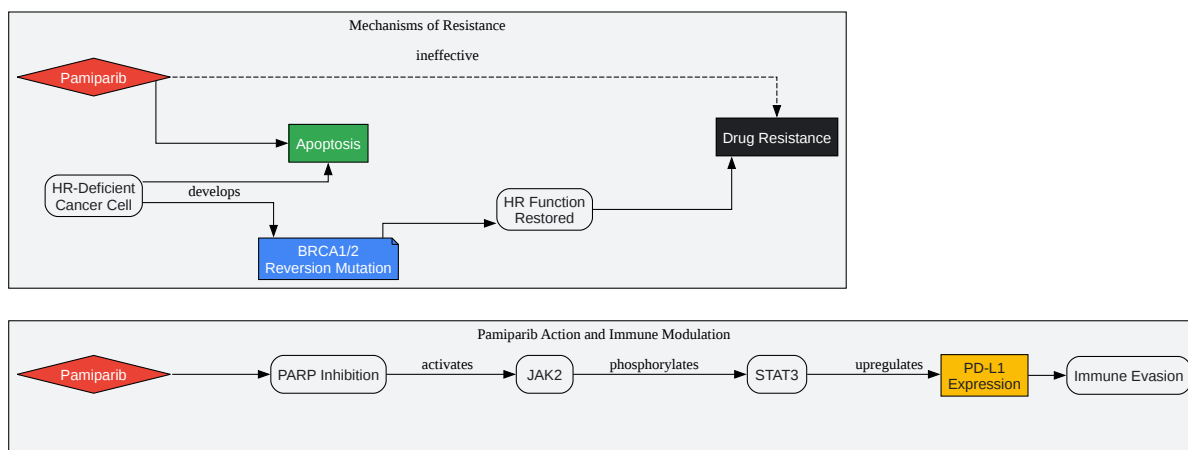 Mechanisms of Resistance
ineffective
Pamiparib
Apoptosis
Drug Resistance
HR-Deficient
Cancer Cell
develops
HR Function
Restored
BRCA1/2
Reversion Mutation
Pamiparib Action and Immune Modulation
Pamiparib
PARP Inhibition
activates
JAK2
phosphorylates
STAT3
upregulates
PD-L1
Expression
Immune Evasion